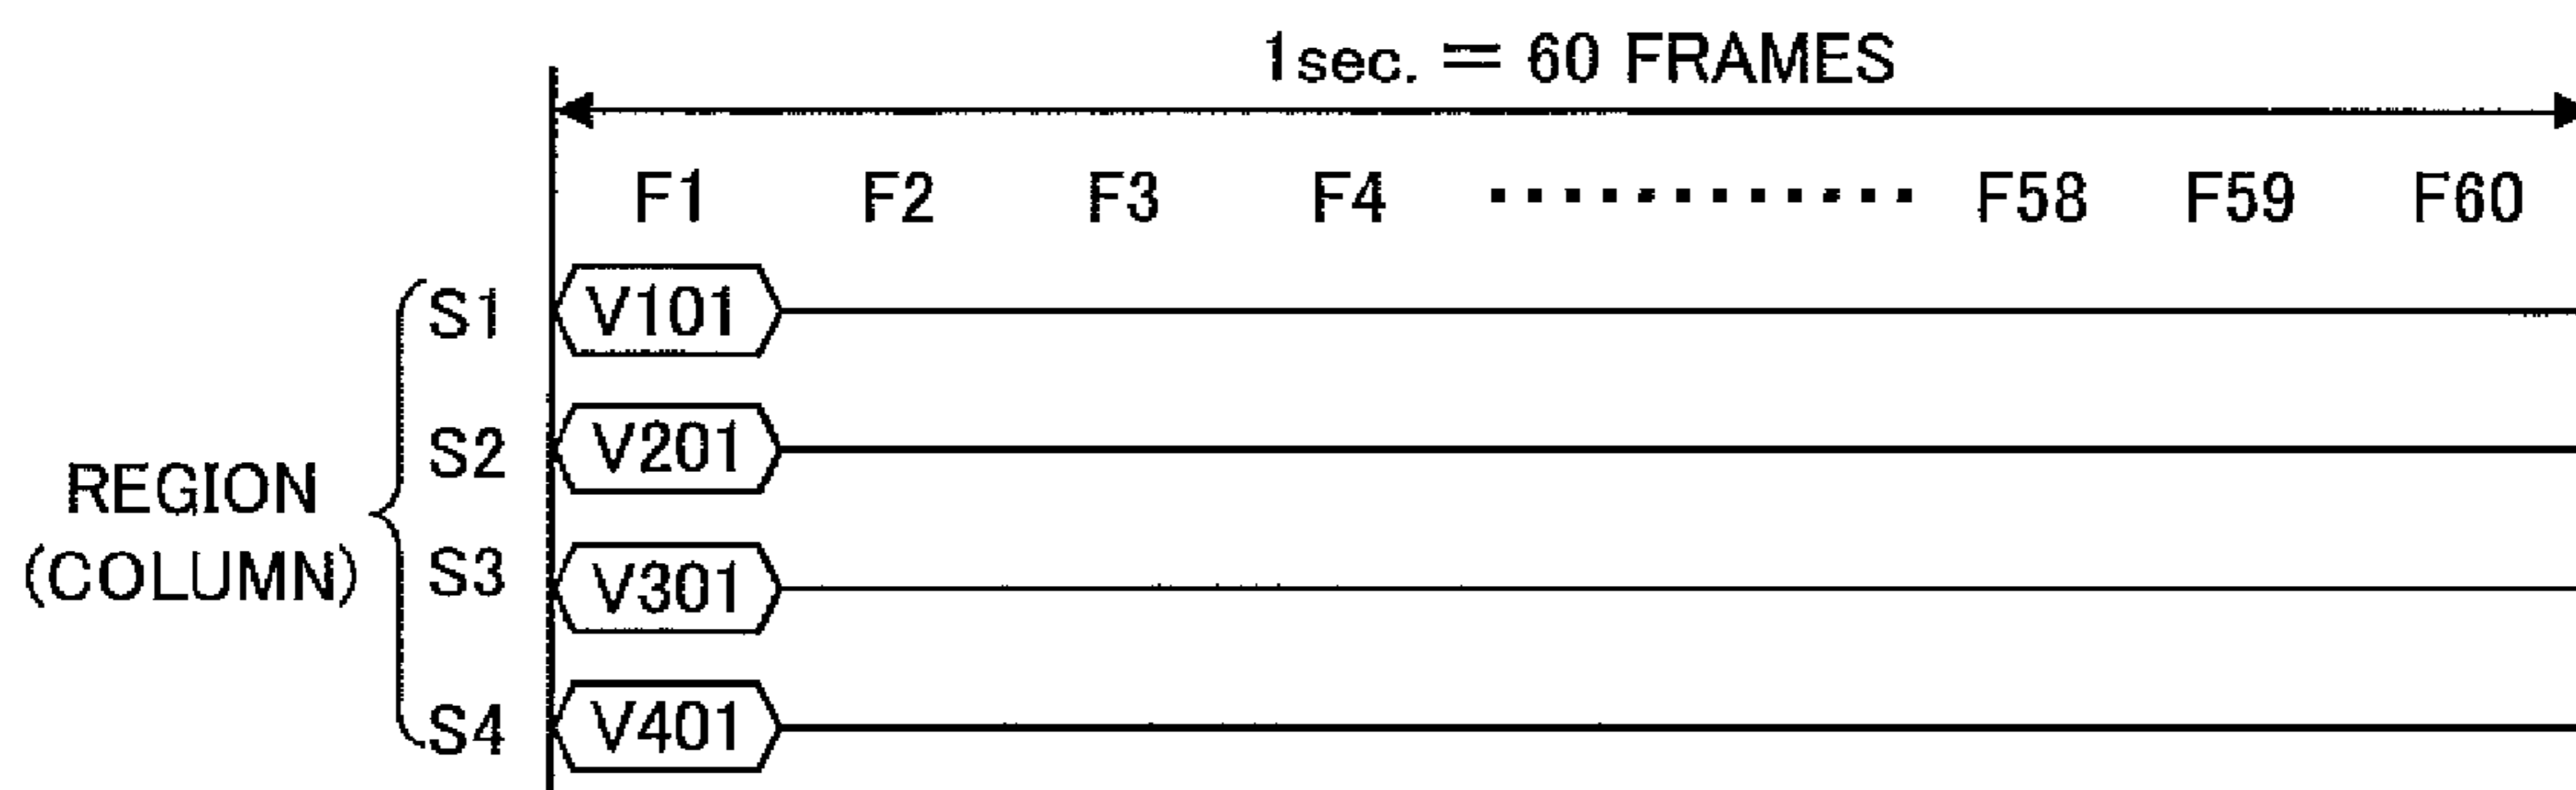 1sec. = 60 FRAMES
F1 F2 F3 F4 ············ F58 F59 F60
S1 V101
S2 V201
REGION
(COLUMN)
S3 V301
S4 V401